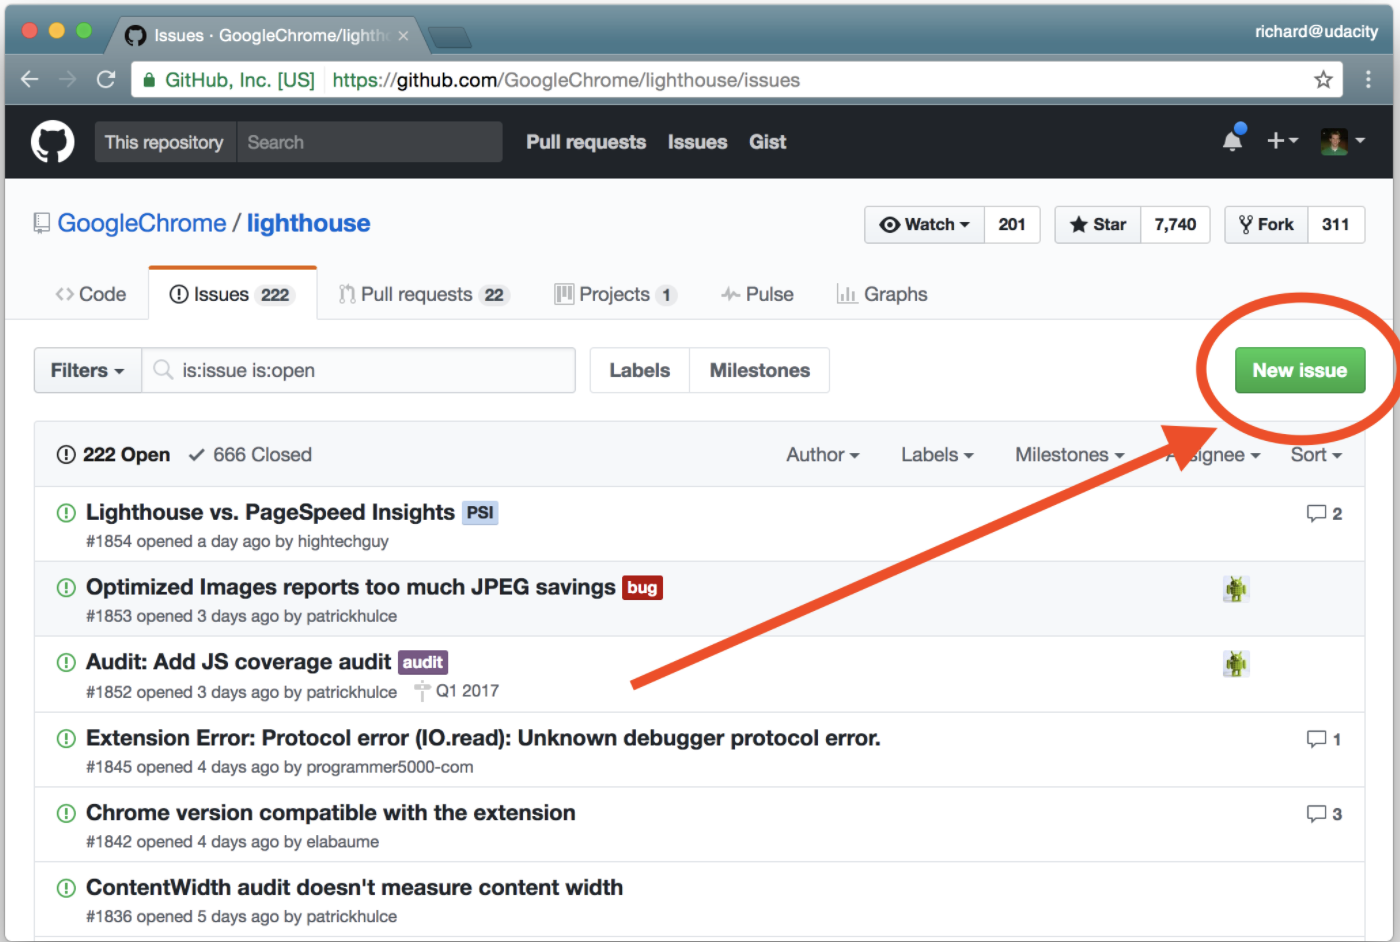 Issues · GoogleChrome/lighth
richard@udacity
GitHub, Inc. [US] https://github.com/GoogleChrome/lighthouse/issues
This repository Search Pull requests Issues Gist
GoogleChrome / lighthouse
Watch 201 Star 7,740 Fork 311
Code Issues 222 Pull requests 22 Projects 1 Pulse Graphs
Filters is:issue is:open Labels Milestones New issue
222 Open 666 Closed Author Labels Milestones Sort
Lighthouse vs. PageSpeed Insights PSI 2
#1854 opened a day ago by hightechguy
Optimized Images reports too much JPEG savings bug
#1853 opened 3 days ago by patrickhulce
Audit: Add JS coverage audit audit
#1852 opened 3 days ago by patrickhulce Q1 2017
Extension Error: Protocol error (IO.read): Unknown debugger protocol error. 1
#1845 opened 4 days ago by programmer5000-com
Chrome version compatible with the extension 3
#1842 opened 4 days ago by elabaume
ContentWidth audit doesn't measure content width
#1836 opened 5 days ago by patrickhulce